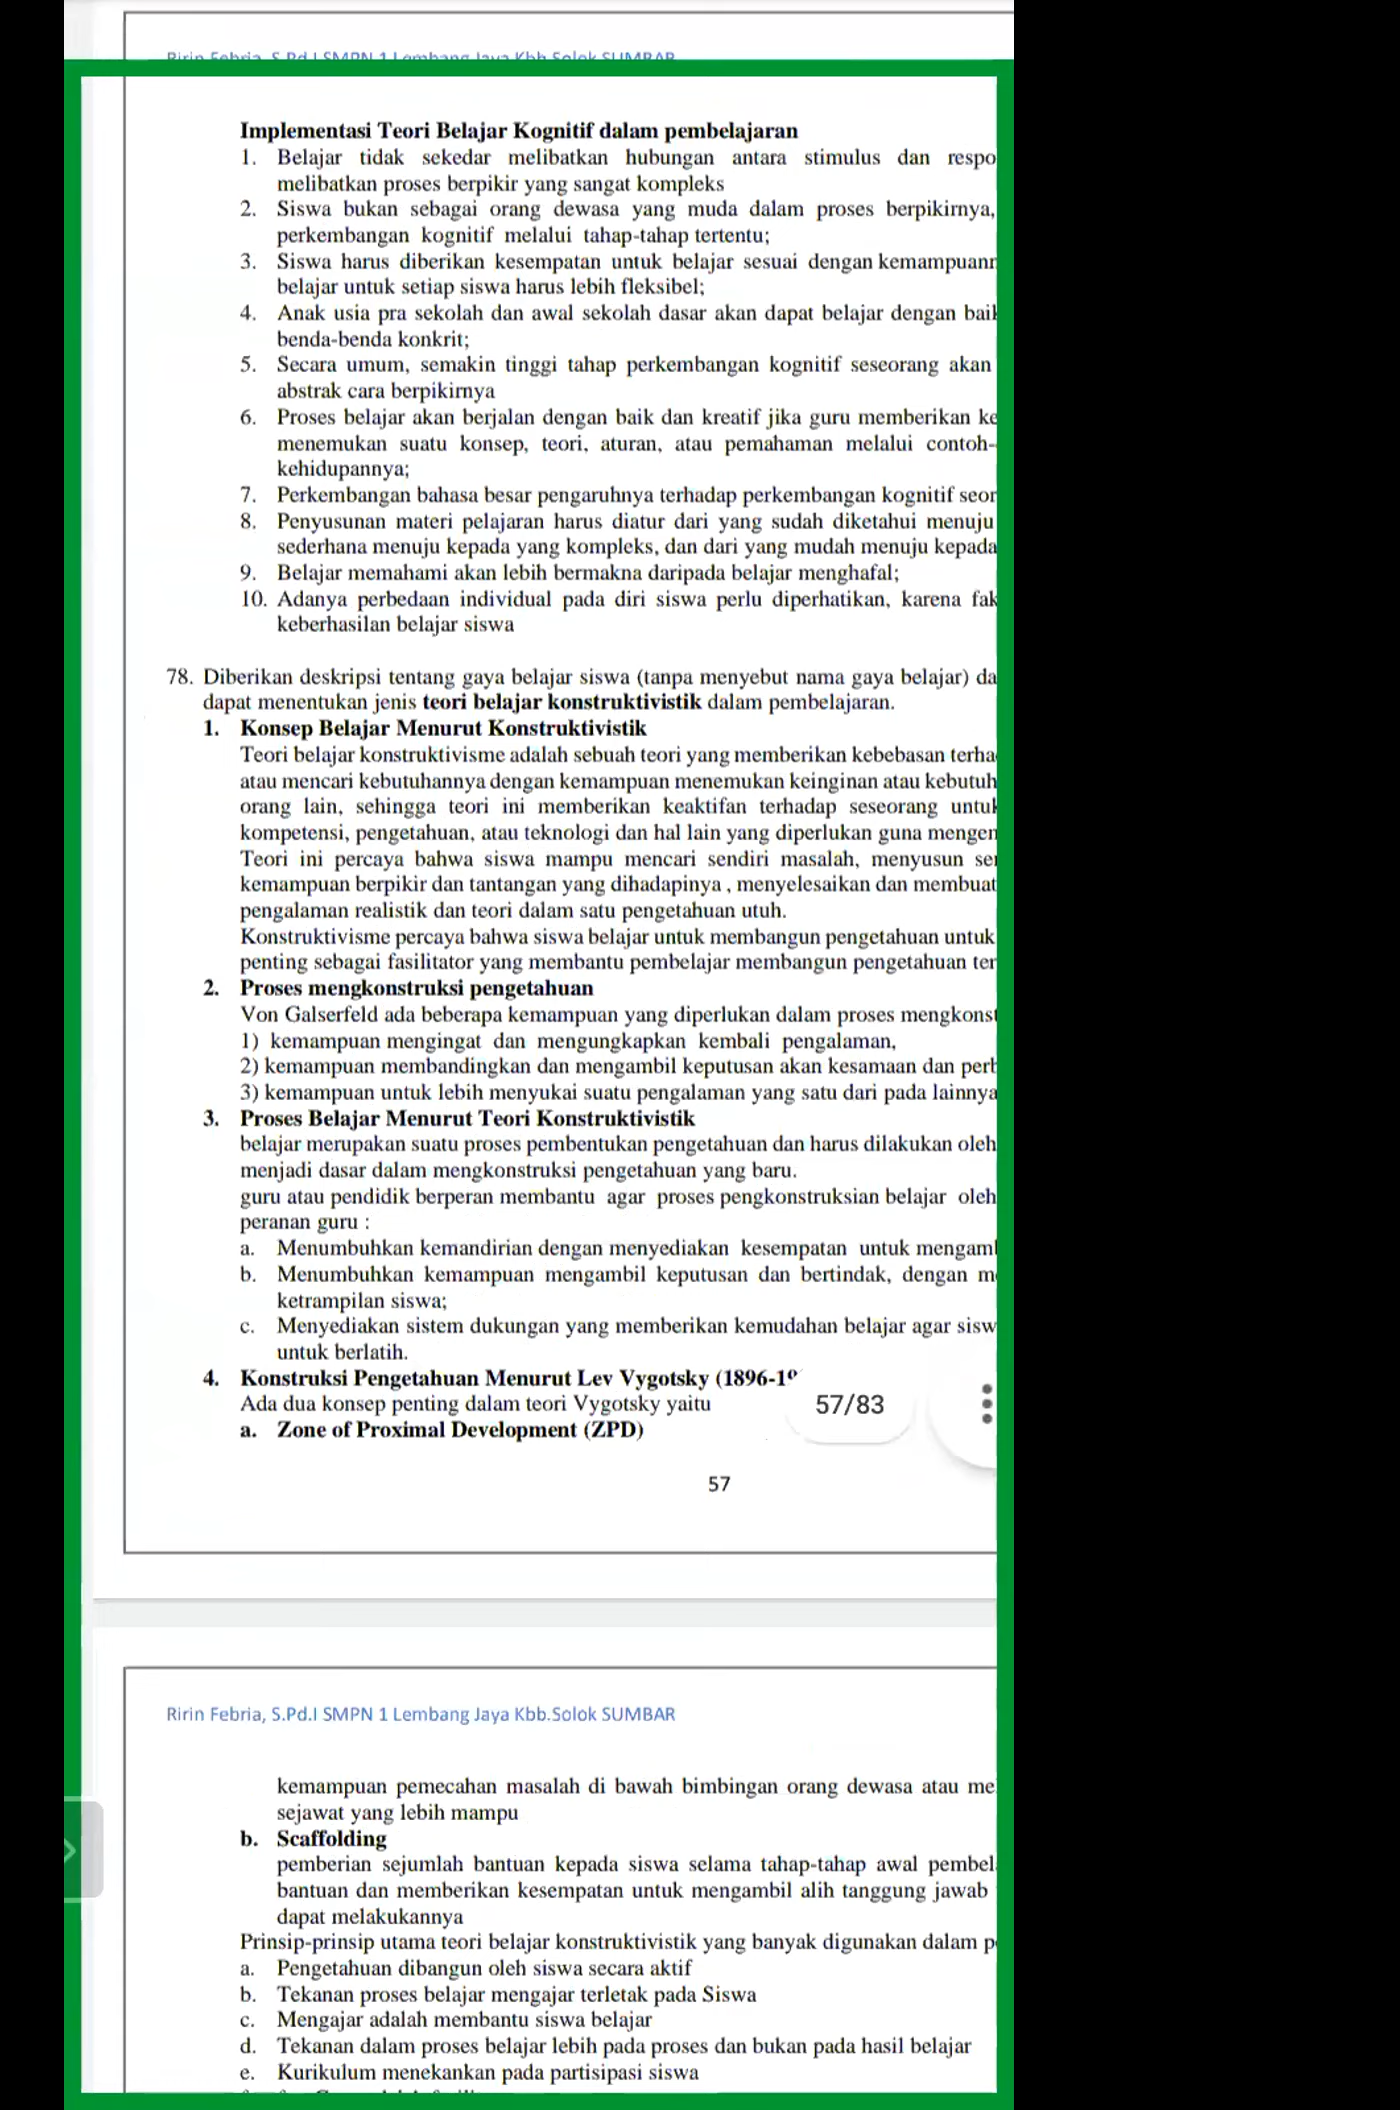 Ririn Febria, S.Pd.I SMPN 1 Lembang Jaya Kbb.Solok SUMBAR
Implementasi Teori Belajar Kognitif dalam pembelajaran
1. Belajar tidak sekedar melibatkan hubungan antara stimulus dan respo
melibatkan proses berpikir yang sangat kompleks
2. Siswa bukan sebagai orang dewasa yang muda dalam proses berpikirnya,
perkembangan kognitif melalui tahap-tahap tertentu;
3. Siswa harus diberikan kesempatan untuk belajar sesuai dengan kemampuann
belajar untuk setiap siswa harus lebih fleksibel;
4. Anak usia pra sekolah dan awal sekolah dasar akan dapat belajar dengan baik
benda-benda konkrit;
5. Secara umum, semakin tinggi tahap perkembangan kognitif seseorang akan
abstrak cara berpikirnya
6. Proses belajar akan berjalan dengan baik dan kreatif jika guru memberikan ke
menemukan suatu konsep, teori, aturan, atau pemahaman melalui contoh-
kehidupannya;
7. Perkembangan bahasa besar pengaruhnya terhadap perkembangan kognitif seor
8. Penyusunan materi pelajaran harus diatur dari yang sudah diketahui menuju
sederhana menuju kepada yang kompleks, dan dari yang mudah menuju kepada
9. Belajar memahami akan lebih bermakna daripada belajar menghafal;
10. Adanya perbedaan individual pada diri siswa perlu diperhatikan, karena fak
keberhasilan belajar siswa
78. Diberikan deskripsi tentang gaya belajar siswa (tanpa menyebut nama gaya belajar) da
dapat menentukan jenis teori belajar konstruktivistik dalam pembelajaran.
1. Konsep Belajar Menurut Konstruktivistik
Teori belajar konstruktivisme adalah sebuah teori yang memberikan kebebasan terha
atau mencari kebutuhannya dengan kemampuan menemukan keinginan atau kebutuh
orang lain, sehingga teori ini memberikan keaktifan terhadap seseorang untuk
kompetensi, pengetahuan, atau teknologi dan hal lain yang diperlukan guna mengem
Teori ini percaya bahwa siswa mampu mencari sendiri masalah, menyusun se
kemampuan berpikir dan tantangan yang dihadapinya , menyelesaikan dan membuat
pengalaman realistik dan teori dalam satu pengetahuan utuh.
Konstruktivisme percaya bahwa siswa belajar untuk membangun pengetahuan untuk
penting sebagai fasilitator yang membantu pembelajar membangun pengetahuan ter
2. Proses mengkonstruksi pengetahuan
Von Galserfeld ada beberapa kemampuan yang diperlukan dalam proses mengkonst
1) kemampuan mengingat dan mengungkapkan kembali pengalaman,
2) kemampuan membandingkan dan mengambil keputusan akan kesamaan dan perb
3) kemampuan untuk lebih menyukai suatu pengalaman yang satu dari pada lainnya
3. Proses Belajar Menurut Teori Konstruktivistik
belajar merupakan suatu proses pembentukan pengetahuan dan harus dilakukan oleh
menjadi dasar dalam mengkonstruksi pengetahuan yang baru.
guru atau pendidik berperan membantu agar proses pengkonstruksian belajar oleh
peranan guru :
a. Menumbuhkan kemandirian dengan menyediakan kesempatan untuk mengamb
b. Menumbuhkan kemampuan mengambil keputusan dan bertindak, dengan me
ketrampilan siswa;
c. Menyediakan sistem dukungan yang memberikan kemudahan belajar agar sisw
untuk berlatih.
4. Konstruksi Pengetahuan Menurut Lev Vygotsky (1896-19
Ada dua konsep penting dalam teori Vygotsky yaitu
57/83
a. Zone of Proximal Development (ZPD)
57
Ririn Febria, S.Pd.I SMPN 1 Lembang Jaya Kbb.Solok SUMBAR
kemampuan pemecahan masalah di bawah bimbingan orang dewasa atau me
sejawat yang lebih mampu
b. Scaffolding
pemberian sejumlah bantuan kepada siswa selama tahap-tahap awal pembel
bantuan dan memberikan kesempatan untuk mengambil alih tanggung jawab
dapat melakukannya
Prinsip-prinsip utama teori belajar konstruktivistik yang banyak digunakan dalam p
a. Pengetahuan dibangun oleh siswa secara aktif
b. Tekanan proses belajar mengajar terletak pada Siswa
c. Mengajar adalah membantu siswa belajar
d. Tekanan dalam proses belajar lebih pada proses dan bukan pada hasil belajar
e. Kurikulum menekankan pada partisipasi siswa